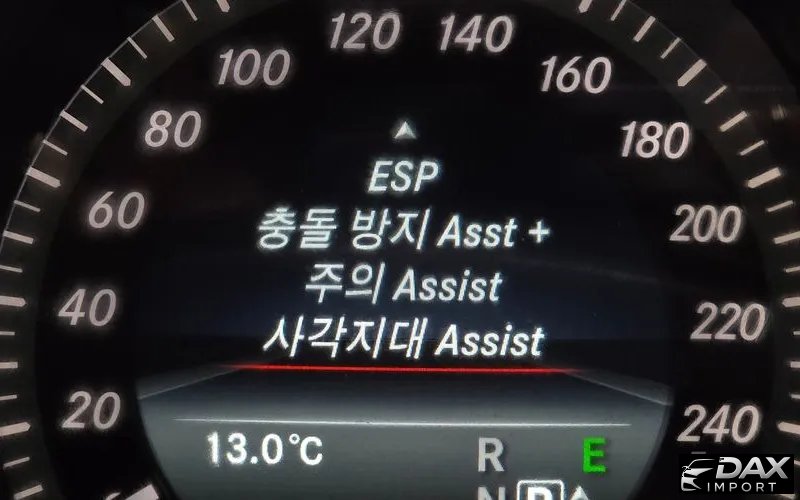 120 140
100 160
80 180
60 200
40 220
20 240
ESP
충돌 방지 Asst +
주의 Assist
사각지대 Assist
13.0°C R E
N P
DAX
IMPORT